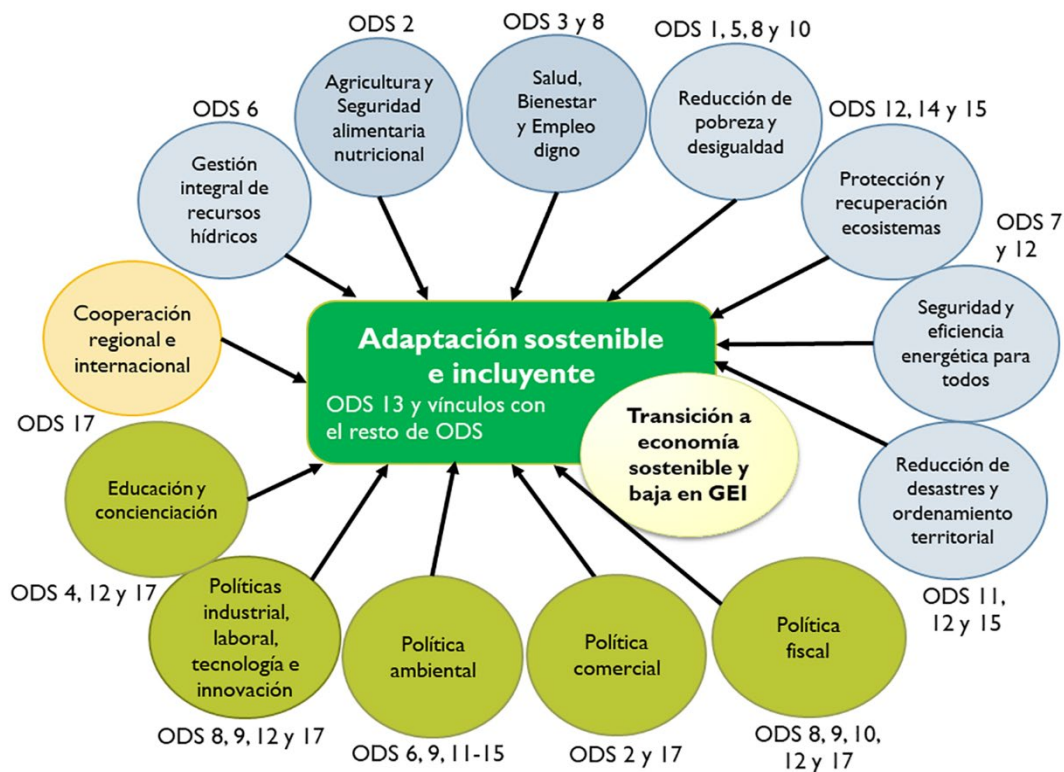 ODS 2
ODS 3 y 8
ODS 1, 5, 8 y 10
ODS 6
Agricultura y
Seguridad
alimentaria
nutricional
Salud,
Bienestar
y Empleo
digno
Reducción de
pobreza y
desigualdad
ODS 12, 14 y 15
Gestión
integral de
recursos
hídricos
Protección y
recuperación
ecosistemas
ODS 7
y 12
Cooperación
regional e
internacional
Adaptación sostenible
e incluyente
ODS 13 y vínculos con
el resto de ODS
Seguridad y
eficiencia
energética para
todos
ODS 17
Transición a
economía
sostenible y
baja en GEI
Educación y
concienciación
Reducción de
desastres y
ordenamiento
territorial
ODS 4, 12 y 17
Políticas
industrial,
laboral,
tecnología e
innovación
Política
ambiental
Política
comercial
Política
fiscal
ODS 11,
12 y 15
ODS 8, 9, 12 y 17
ODS 6, 9, 11-15
ODS 2 y 17
ODS 8, 9, 10,
12 y 17